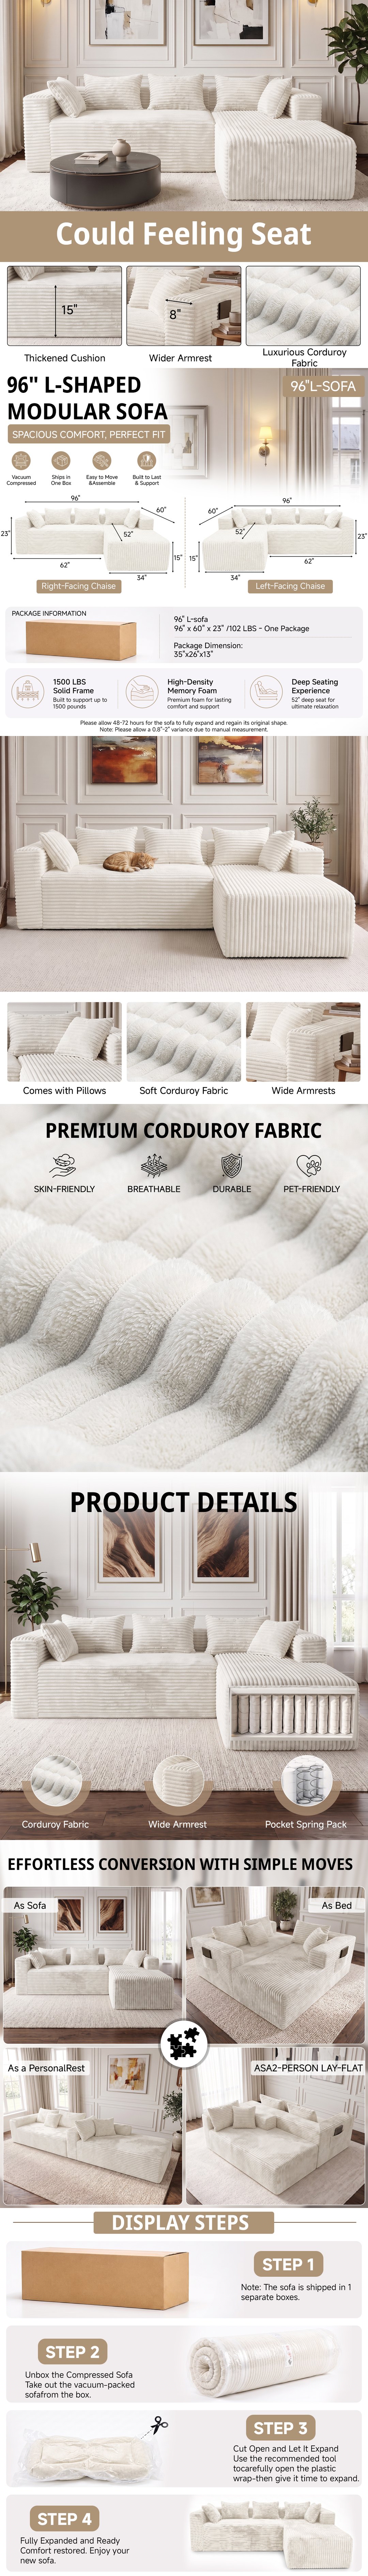 Could Feeling Seat
15"
8"
Thickened Cushion
Wider Armrest
Luxurious Corduroy
Fabric
96" L-SHAPED
MODULAR SOFA
96"L-SOFA
SPACIOUS COMFORT, PERFECT FIT
Vacuum
Compressed
Ships in
One Box
Easy to Move
&Assemble
Built to Last
& Support
96"
60"
23"
52"
15"
62"
34"
Right-Facing Chaise
96"
60"
52"
23"
15"
62"
34"
Left-Facing Chaise
PACKAGE INFORMATION
96" L-sofa
96" x 60" x 23" /102 LBS - One Package
Package Dimension:
35"x26"x13"
1500 LBS
Solid Frame
Built to support up to
1500 pounds
High-Density
Memory Foam
Premium foam for lasting
comfort and support
Deep Seating
Experience
52" deep seat for
ultimate relaxation
Please allow 48-72 hours for the sofa to fully expand and regain its original shape.
Note: Please allow a 0.8"-2" variance due to manual measurement.
Comes with Pillows
Soft Corduroy Fabric
Wide Armrests
PREMIUM CORDUROY FABRIC
SKIN-FRIENDLY
BREATHABLE
DURABLE
PET-FRIENDLY
PRODUCT DETAILS
Corduroy Fabric
Wide Armrest
Pocket Spring Pack
EFFORTLESS CONVERSION WITH SIMPLE MOVES
As Sofa
As Bed
As a PersonalRest
ASA2-PERSON LAY-FLAT
DISPLAY STEPS
STEP 1
Note: The sofa is shipped in 1
separate boxes.
STEP 2
Unbox the Compressed Sofa
Take out the vacuum-packed
sofafrom the box.
STEP 3
Cut Open and Let It Expand
Use the recommended tool
tocarefully open the plastic
wrap-then give it time to expand.
STEP 4
Fully Expanded and Ready
Comfort restored. Enjoy your
new sofa.